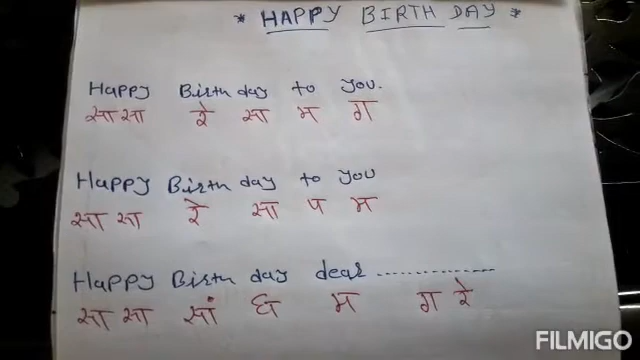 * HAPPY BIRTH DAY *
Happy Birth day to you.
सा सा रे सा म ग
Happy Birth day to you
सा सा रे सा प म
Happy Birth day dear ...............
सा सा सां ध म ग रे
FILMIGO